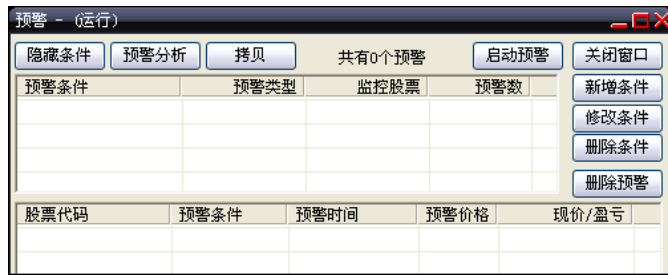 预警 - (运行)
隐藏条件 预警分析 拷贝 共有0个预警 启动预警 关闭窗口
预警条件 预警类型 监控股票 预警数 新增条件
修改条件
删除条件
删除预警
股票代码 预警条件 预警时间 预警价格 现价/盈亏